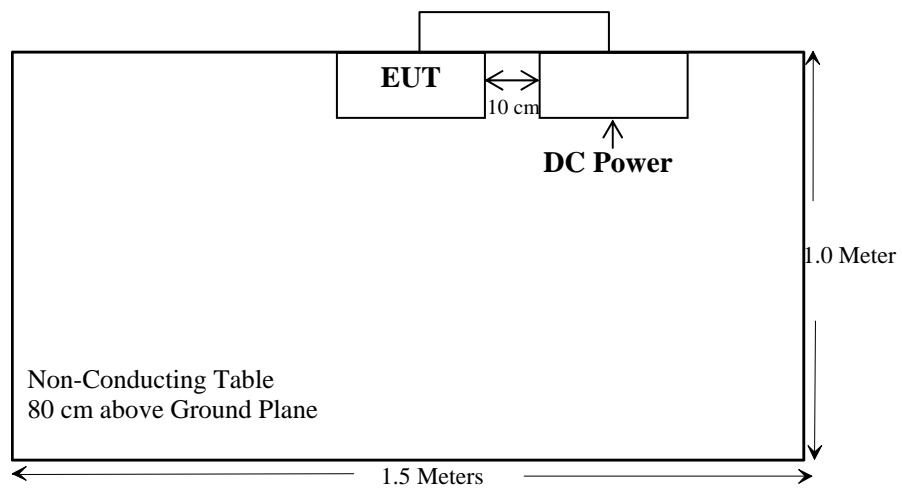 EUT
10 cm
DC Power
1.0 Meter
Non-Conducting Table
80 cm above Ground Plane
1.5 Meters